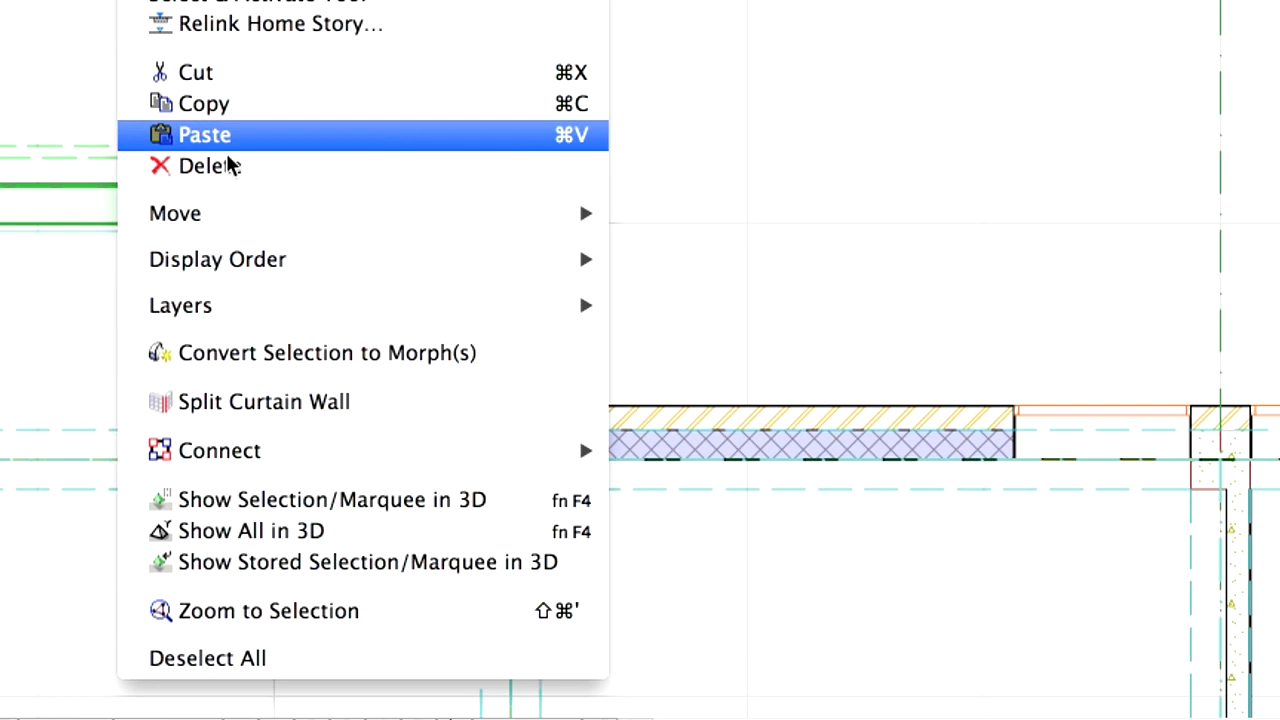 Relink Home Story...
Cut ⌘X
Copy ⌘C
Paste ⌘V
Delete
Move
Display Order
Layers
Convert Selection to Morph(s)
Split Curtain Wall
Connect
Show Selection/Marquee in 3D fn F4
Show All in 3D fn F4
Show Stored Selection/Marquee in 3D
Zoom to Selection ⇧⌘'
Deselect All